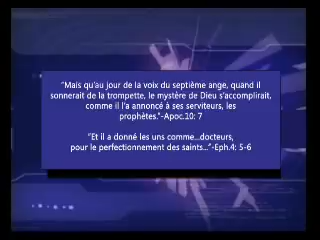 “Mais qu'au jour de la voix du septième ange, quand il
sonnerait de la trompette, le mystère de Dieu s'accomplirait,
comme il l'a annoncé à ses serviteurs, les
prophètes.”-Apoc.10: 7
“Et il a donné les uns comme...docteurs,
pour le perfectionnement des saints...”-Eph.4: 5-6